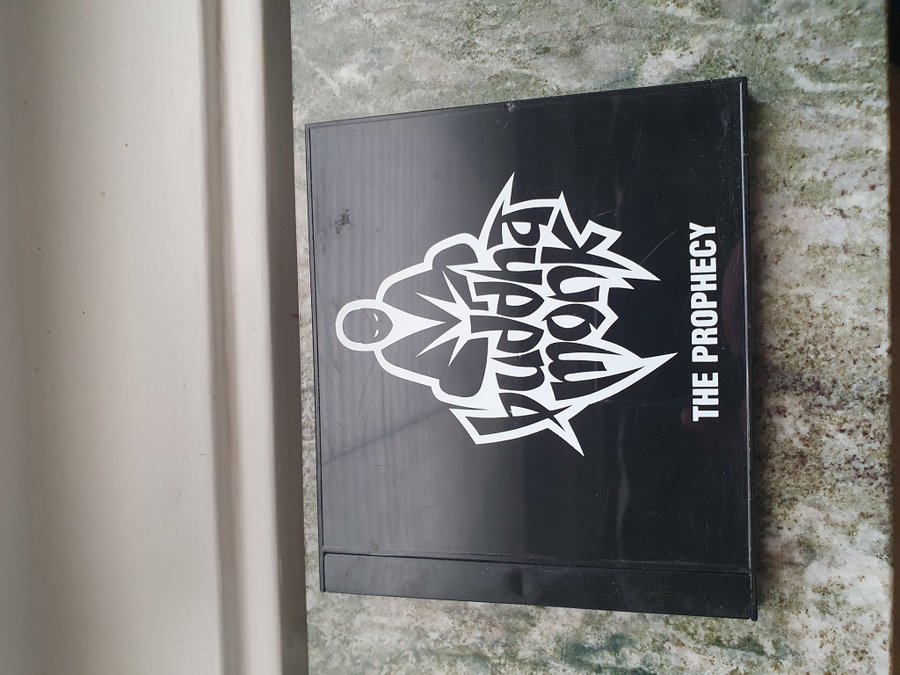 Buddha
Monk
THE PROPHECY